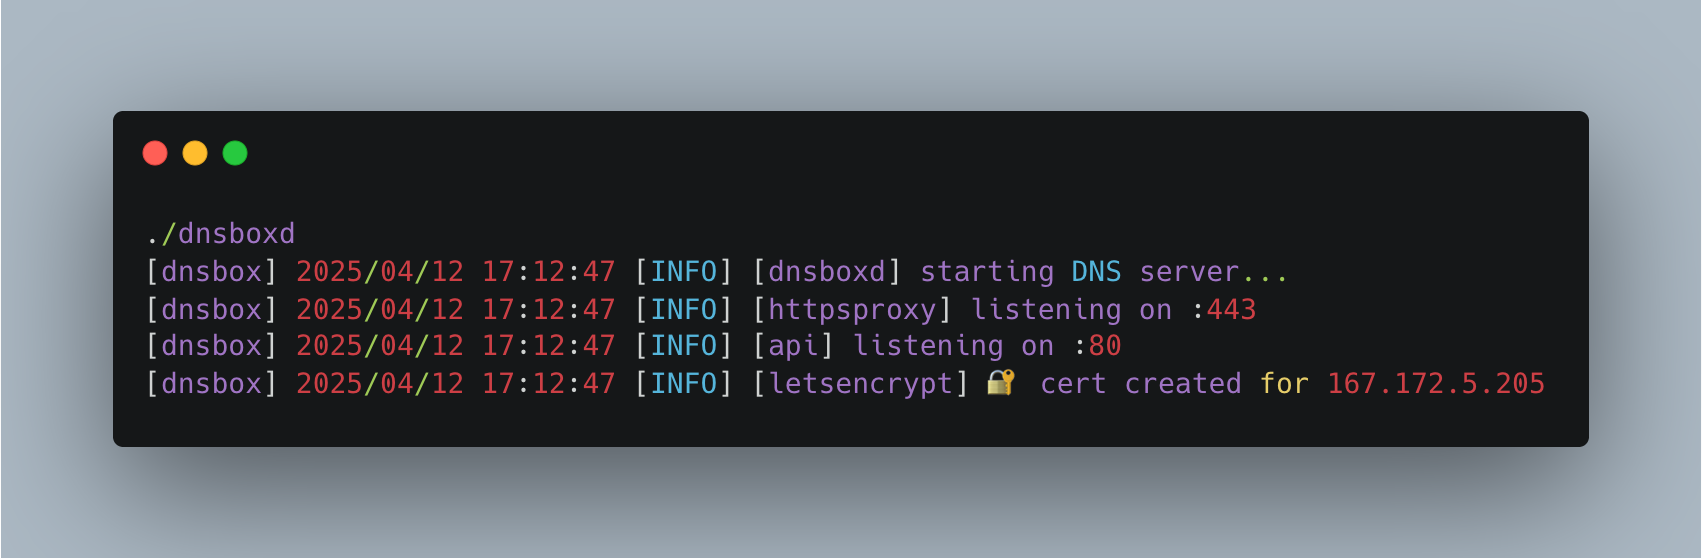 ./dnsboxd
[dnsbox] 2025/04/12 17:12:47 [INFO] [dnsboxd] starting DNS server...
[dnsbox] 2025/04/12 17:12:47 [INFO] [httpsproxy] listening on :443
[dnsbox] 2025/04/12 17:12:47 [INFO] [api] listening on :80
[dnsbox] 2025/04/12 17:12:47 [INFO] [letsencrypt] 🔐 cert created for 167.172.5.205